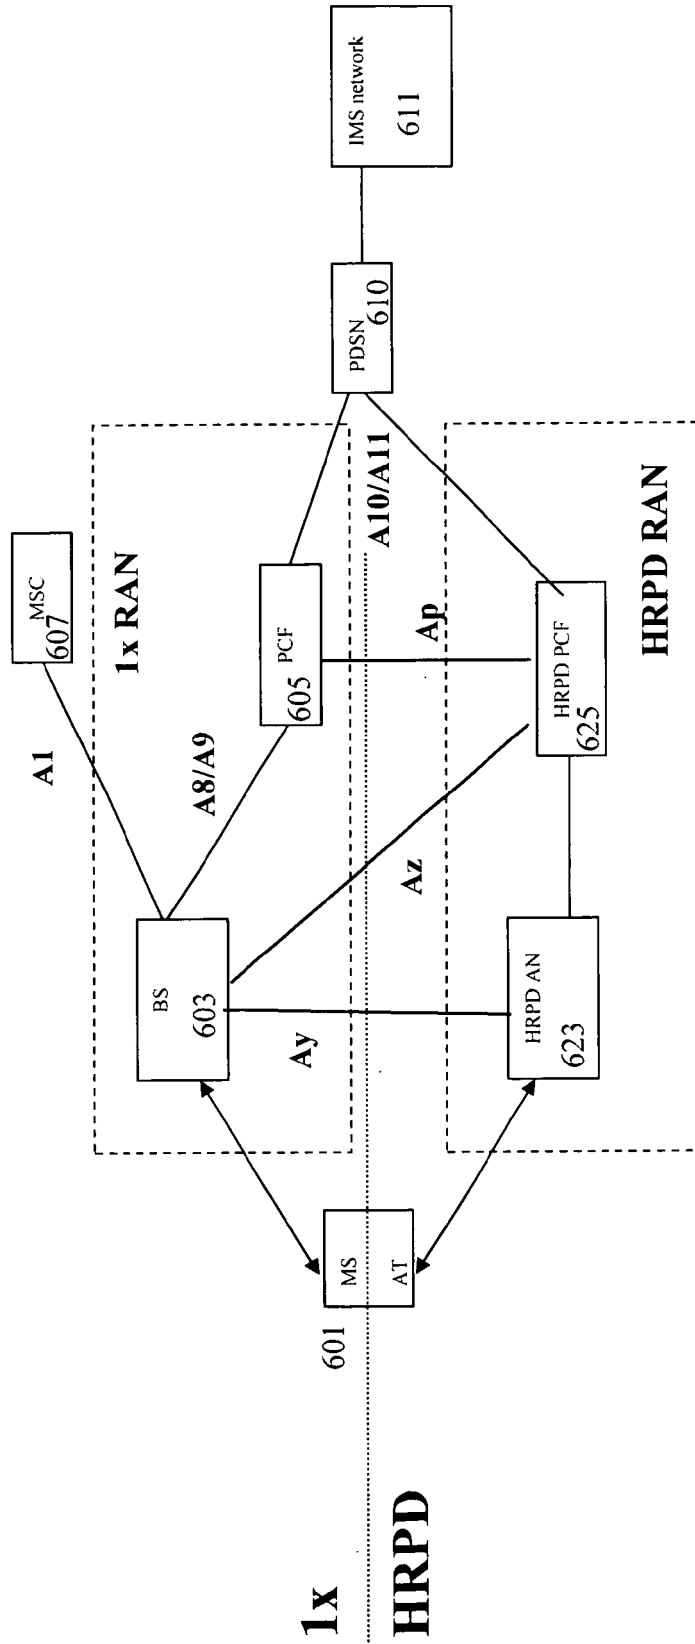 MSC
607
A1
1x RAN
BS
603
A8/A9
PCF
605
PDSN
610
IMS network
611
A10/A11
601
MS
AT
Ay
Az
Ap
HRPD AN
623
HRPD PCF
625
HRPD RAN
1x
HRPD